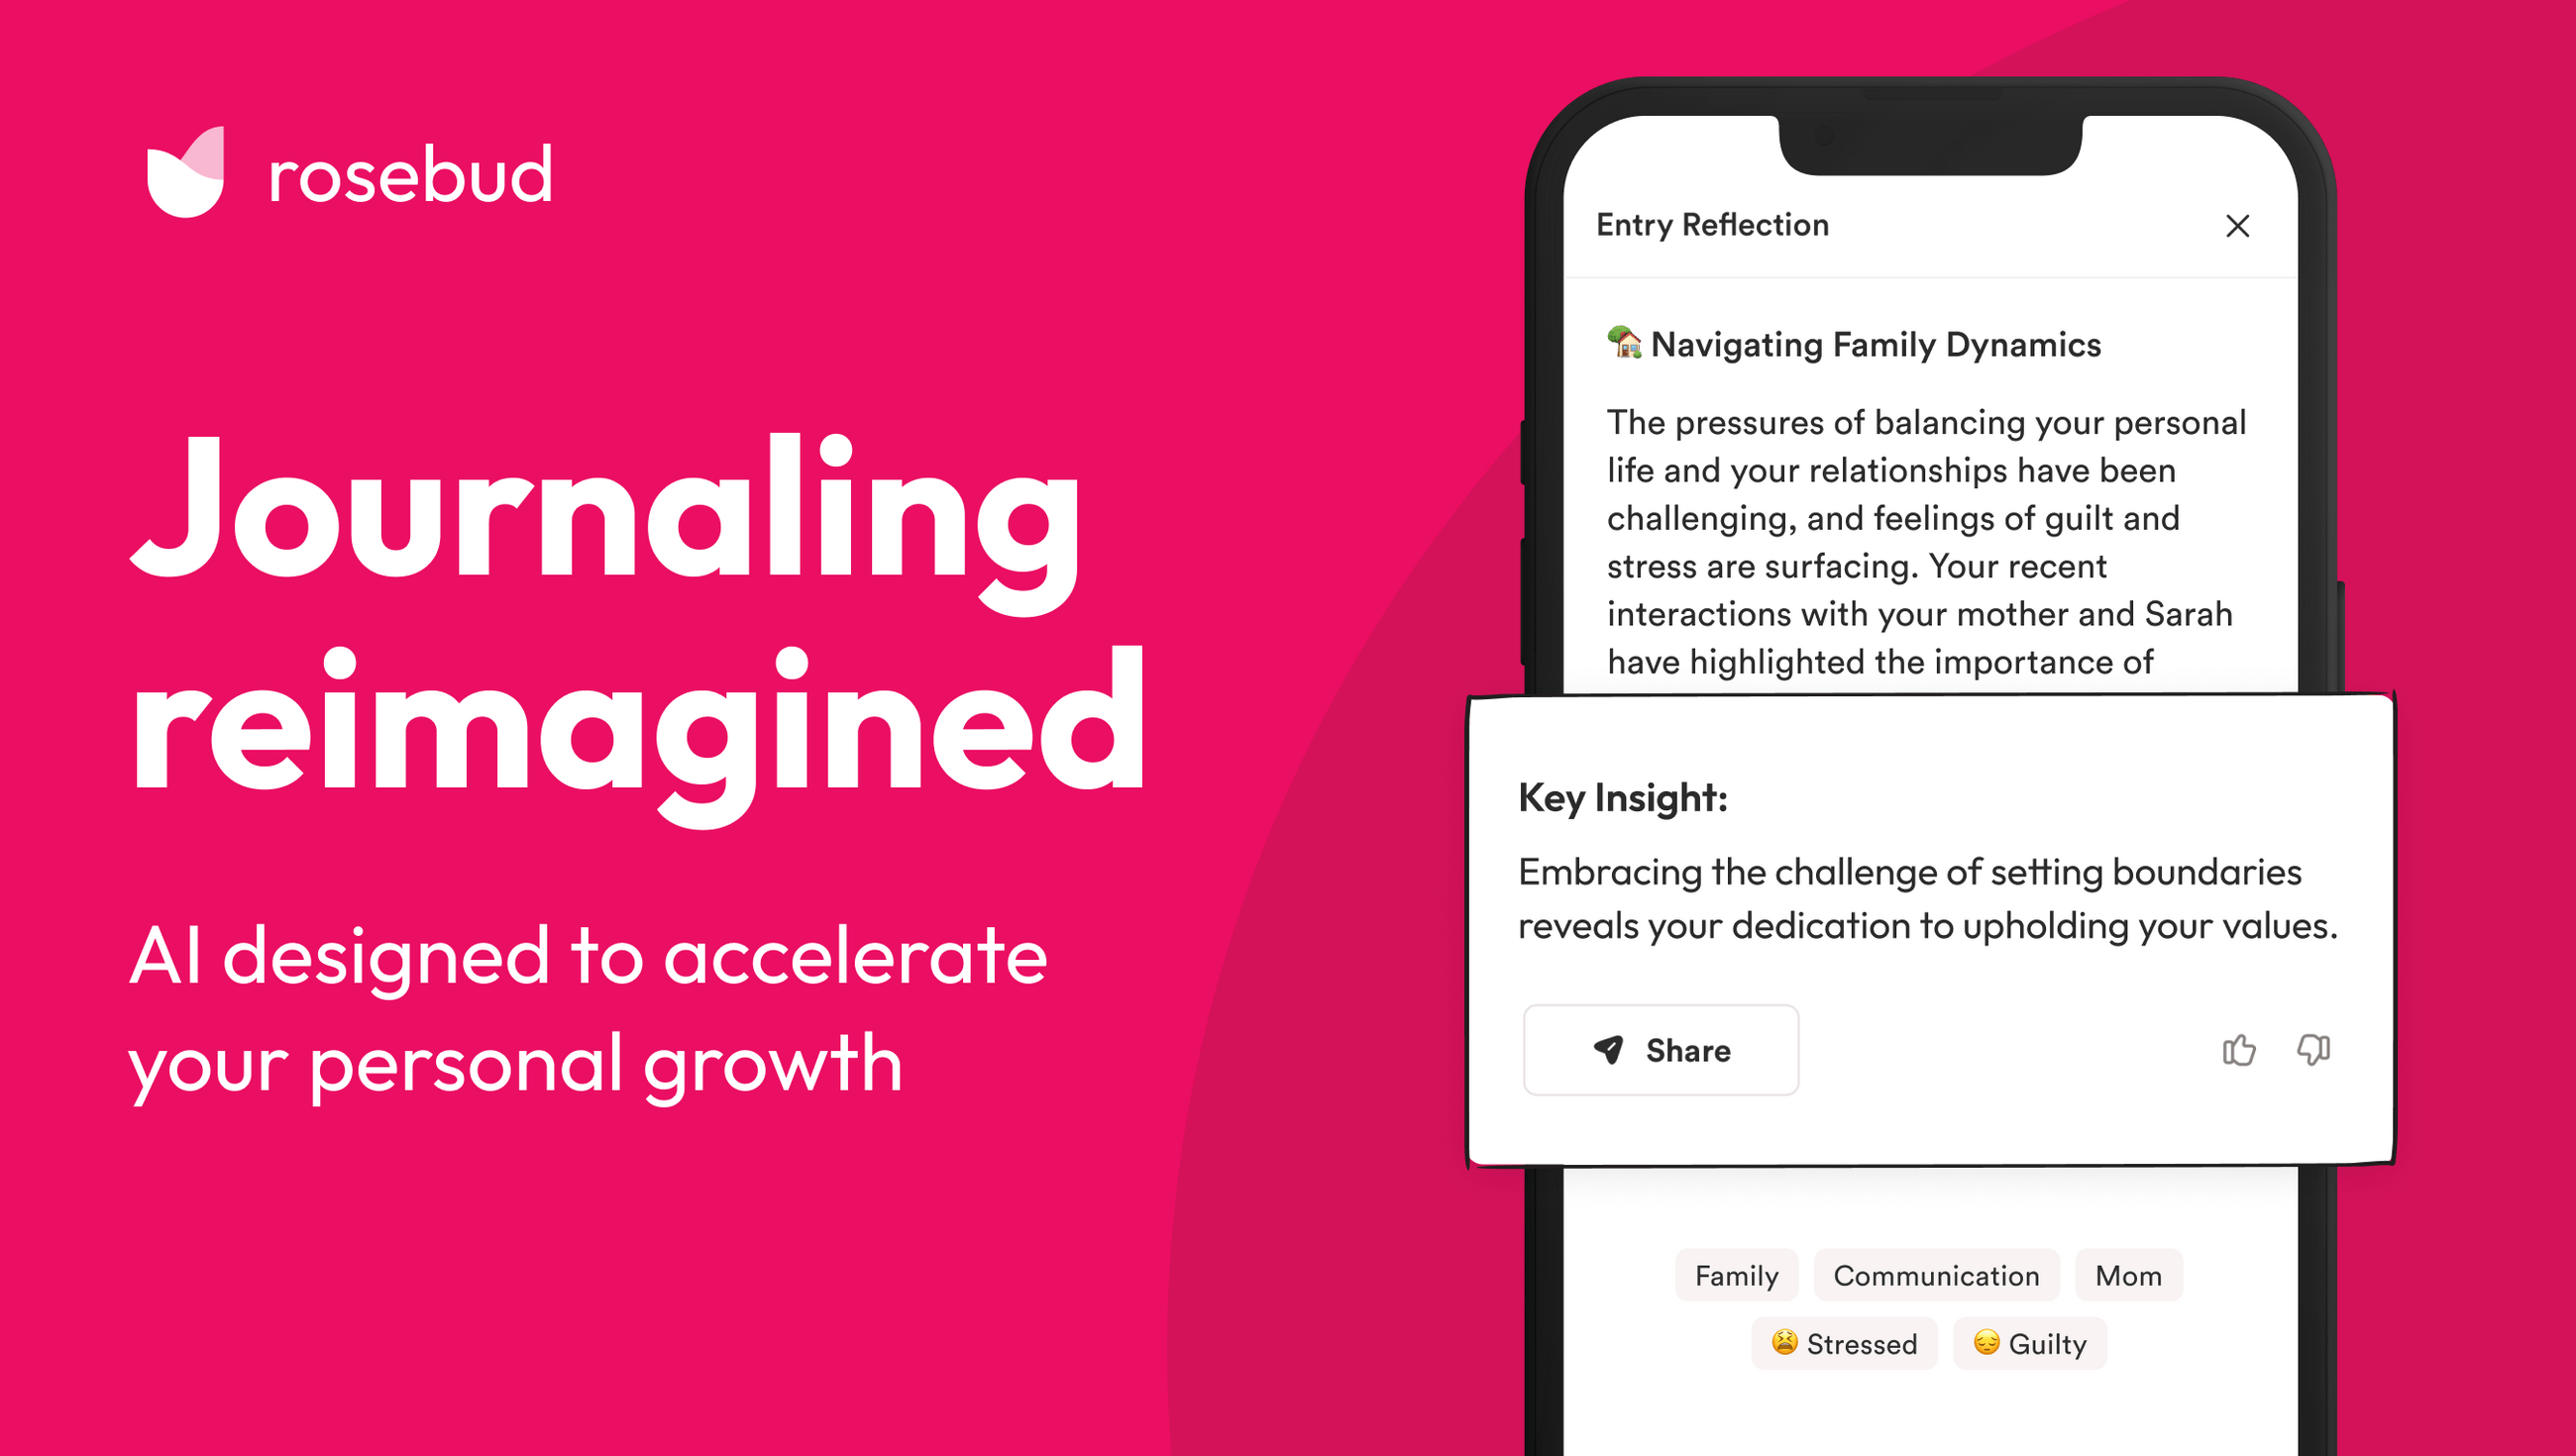 rosebud
Journaling
reimagined
AI designed to accelerate
your personal growth
Entry Reflection
🏡 Navigating Family Dynamics
The pressures of balancing your personal
life and your relationships have been
challenging, and feelings of guilt and
stress are surfacing. Your recent
interactions with your mother and Sarah
have highlighted the importance of
Key Insight:
Embracing the challenge of setting boundaries
reveals your dedication to upholding your values.
Share
Family Communication Mom
😫 Stressed 😔 Guilty